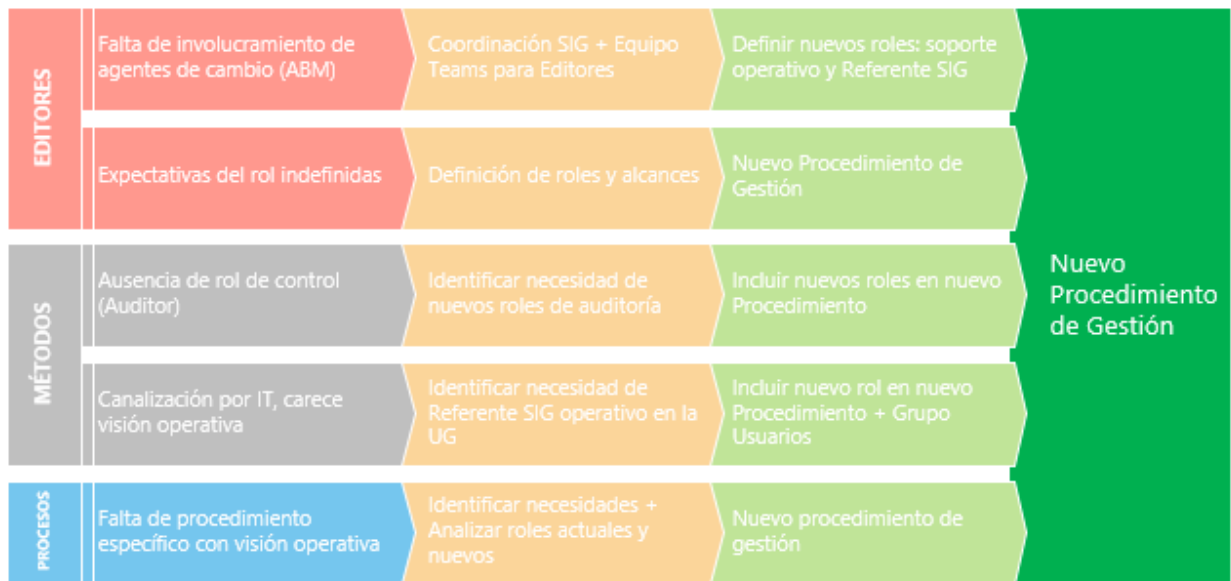 EDITORES
Falta de involucramiento de
agentes de cambio (ABM)
Coordinación SIG + Equipo
Teams para Editores
Definir nuevos roles: soporte
operativo y Referente SIG
Expectativas del rol indefinidas
Definición de roles y alcances
Nuevo Procedimiento de
Gestión
MÉTODOS
Ausencia de rol de control
(Auditor)
Identificar necesidad de
nuevos roles de auditoría
Incluir nuevos roles en nuevo
Procedimiento
Canalización por IT, carece
visión operativa
Identificar necesidad de
Referente SIG operativo en la
UG
Incluir nuevo rol en nuevo
Procedimiento + Grupo
Usuarios
PROCESOS
Falta de procedimiento
específico con visión operativa
Identificar necesidades +
Analizar roles actuales y
nuevos
Nuevo procedimiento de
gestión
Nuevo
Procedimiento
de Gestión